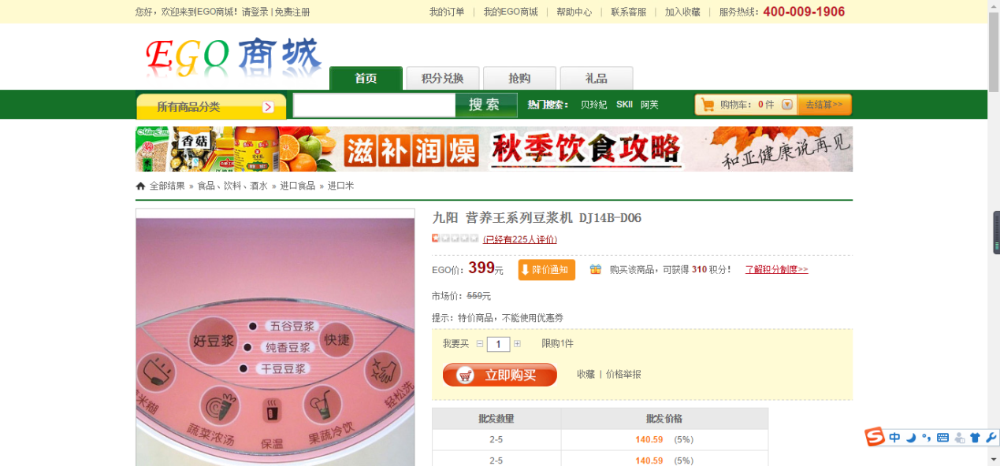 您好，欢迎来到EGO商城！请登录 | 免费注册
我的订单 | 我的EGO商城 | 帮助中心 | 联系客服 | 加入收藏 | 服务热线：400-009-1906
EGO 商城
首页 积分兑换 抢购 礼品
所有商品分类 搜 索 热门搜索： 贝玲妃 SKII 阿芙 购物车：0 件 去结算>>
香菇
滋补润燥 秋季饮食攻略 和亚健康说再见
全部结果 » 食品、饮料、酒水 » 进口食品 » 进口米
九阳 营养王系列豆浆机 DJ14B-D06
(已经有225人评价)
EGO价：399元 降价通知 购买该商品，可获得 310 积分！ 了解积分制度>>
市场价：559元
提示：特价商品，不能使用优惠券
我要买 1 限购1件
立即购买 收藏 | 价格举报
批发数量 批发价格
2-5 140.59 (5%)
2-5 140.59 (5%)
五谷豆浆
好豆浆 纯香豆浆 快捷
干豆豆浆
米糊 蔬菜浓汤 保温 果蔬冷饮 轻松洗
中